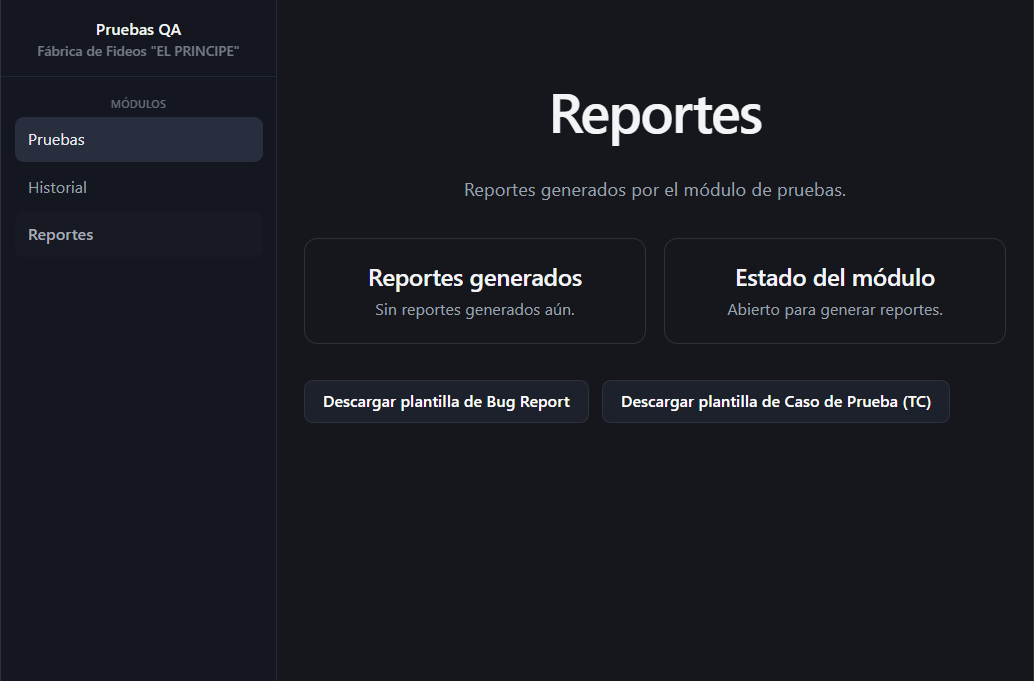 Pruebas QA
Fábrica de Fideos "EL PRINCIPE"
MÓDULOS
Pruebas
Historial
Reportes
Reportes
Reportes generados por el módulo de pruebas.
Reportes generados
Sin reportes generados aún.
Estado del módulo
Abierto para generar reportes.
Descargar plantilla de Bug Report
Descargar plantilla de Caso de Prueba (TC)